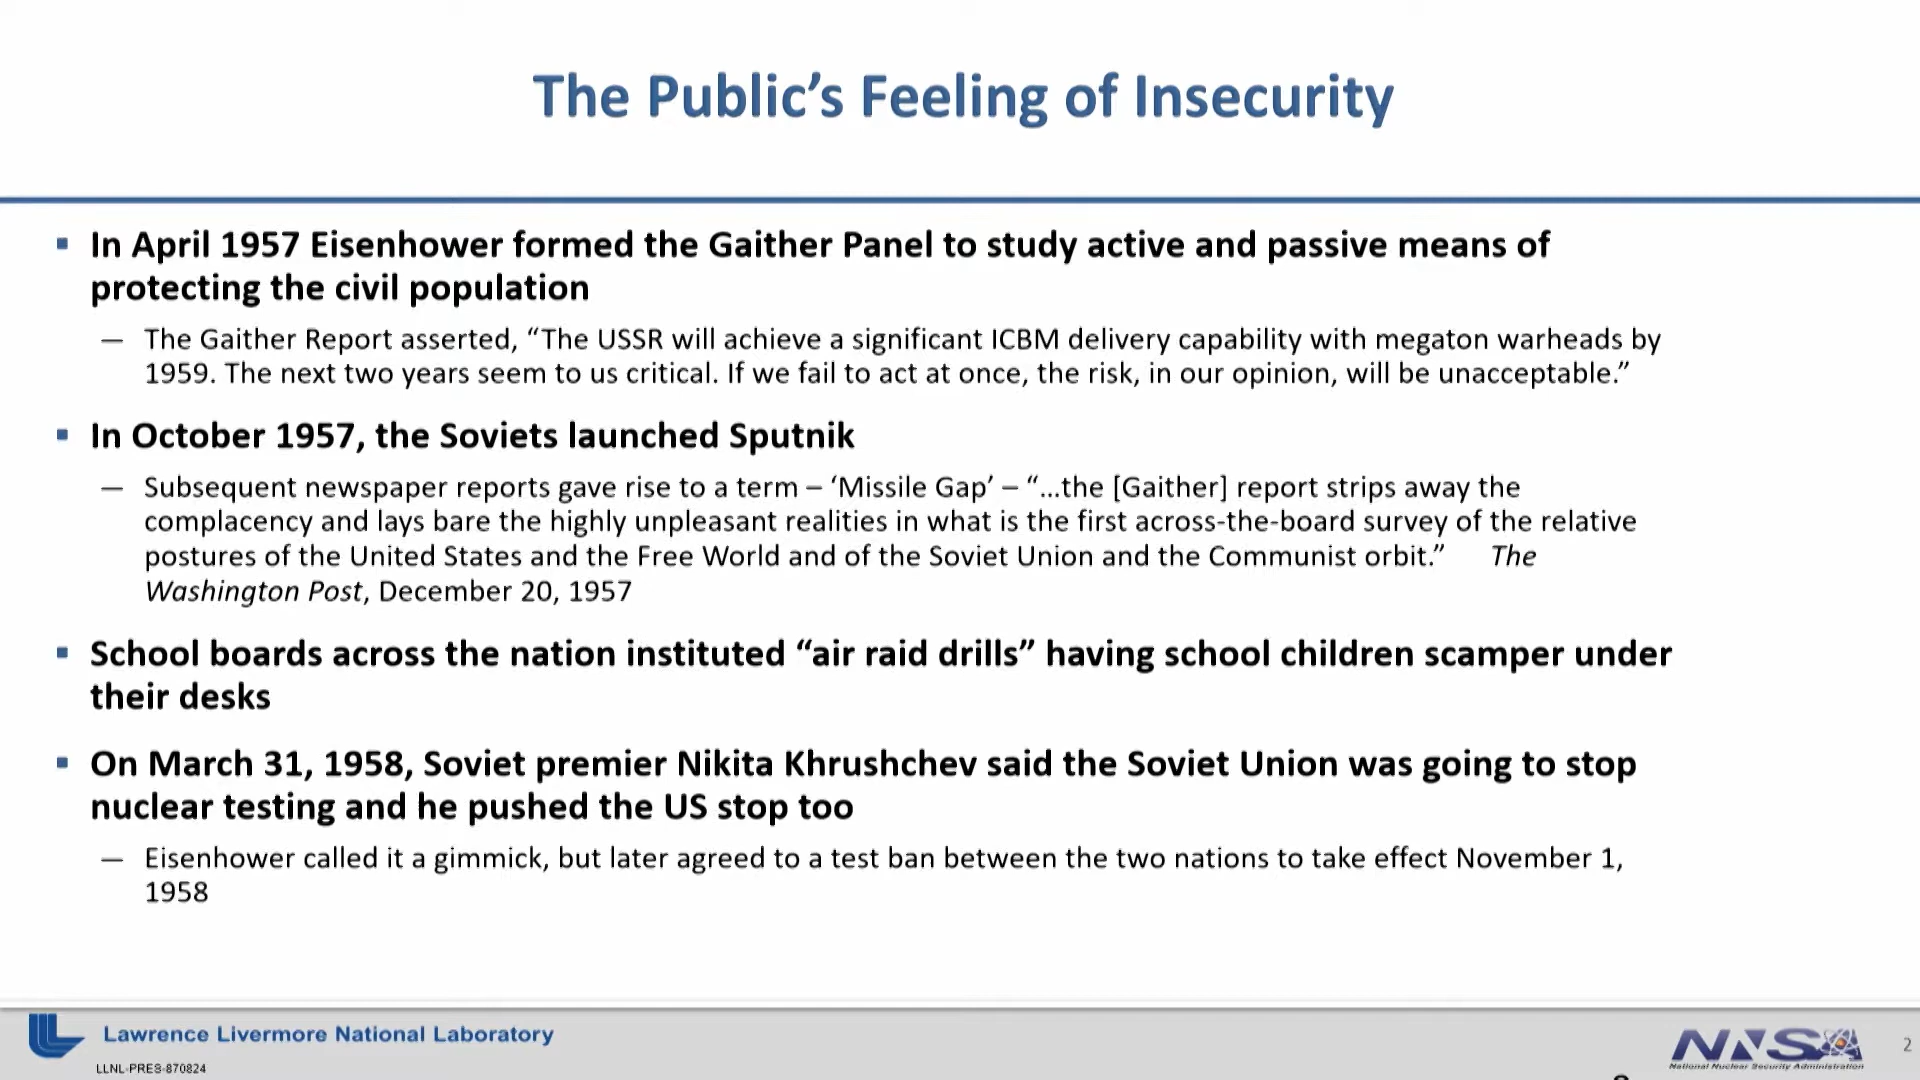 The Public’s Feeling of Insecurity
▪ In April 1957 Eisenhower formed the Gaither Panel to study active and passive means of
protecting the civil population
— The Gaither Report asserted, “The USSR will achieve a significant ICBM delivery capability with megaton warheads by
1959. The next two years seem to us critical. If we fail to act at once, the risk, in our opinion, will be unacceptable.”
▪ In October 1957, the Soviets launched Sputnik
— Subsequent newspaper reports gave rise to a term – ‘Missile Gap’ – “…the [Gaither] report strips away the
complacency and lays bare the highly unpleasant realities in what is the first across-the-board survey of the relative
postures of the United States and the Free World and of the Soviet Union and the Communist orbit.” The
Washington Post, December 20, 1957
▪ School boards across the nation instituted “air raid drills” having school children scamper under
their desks
▪ On March 31, 1958, Soviet premier Nikita Khrushchev said the Soviet Union was going to stop
nuclear testing and he pushed the US stop too
— Eisenhower called it a gimmick, but later agreed to a test ban between the two nations to take effect November 1,
1958
Lawrence Livermore National Laboratory
LLNL-PRES-870824
NNSA
National Nuclear Security Administration
2